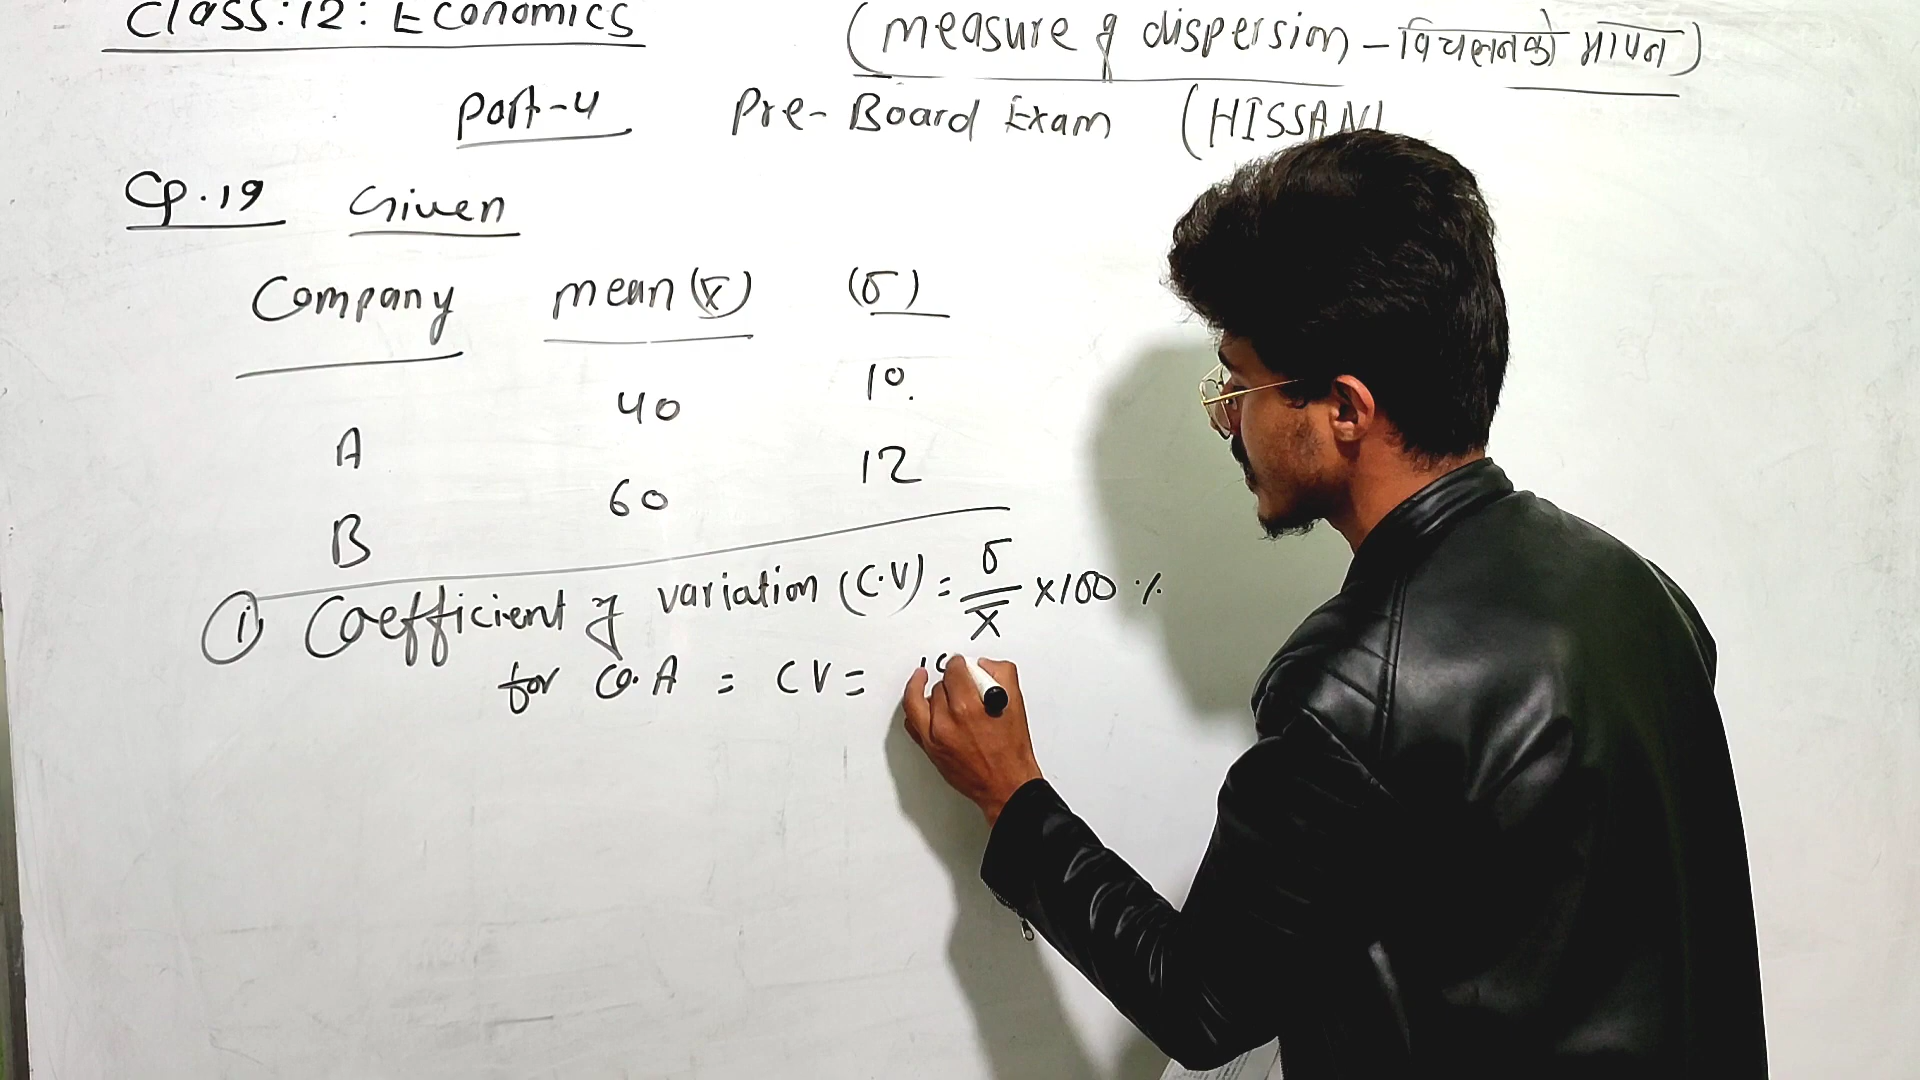 Class:12: Economics
(measure of dispersion - विचलनको मापन)
Part-4 Pre-Board Exam (HISSAN)
Q.19 Given
Company mean (x̄) (σ)
A 40 10.
B 60 12
(i) Coefficient of variation (C.V) = σ/x̄ ×100 %
for Co. A = CV = 10